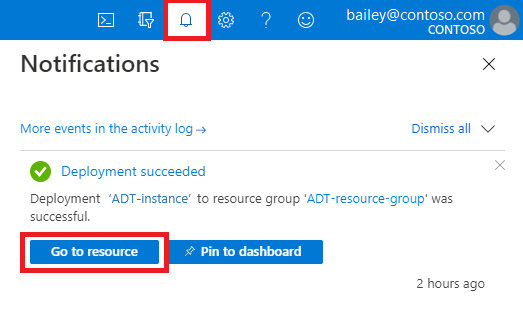 bailey@contoso.com
CONTOSO
Notifications
More events in the activity log →
Dismiss all
Deployment succeeded
Deployment ‘ADT-instance’ to resource group 'ADT-resource-group' was
successful.
Go to resource
Pin to dashboard
2 hours ago